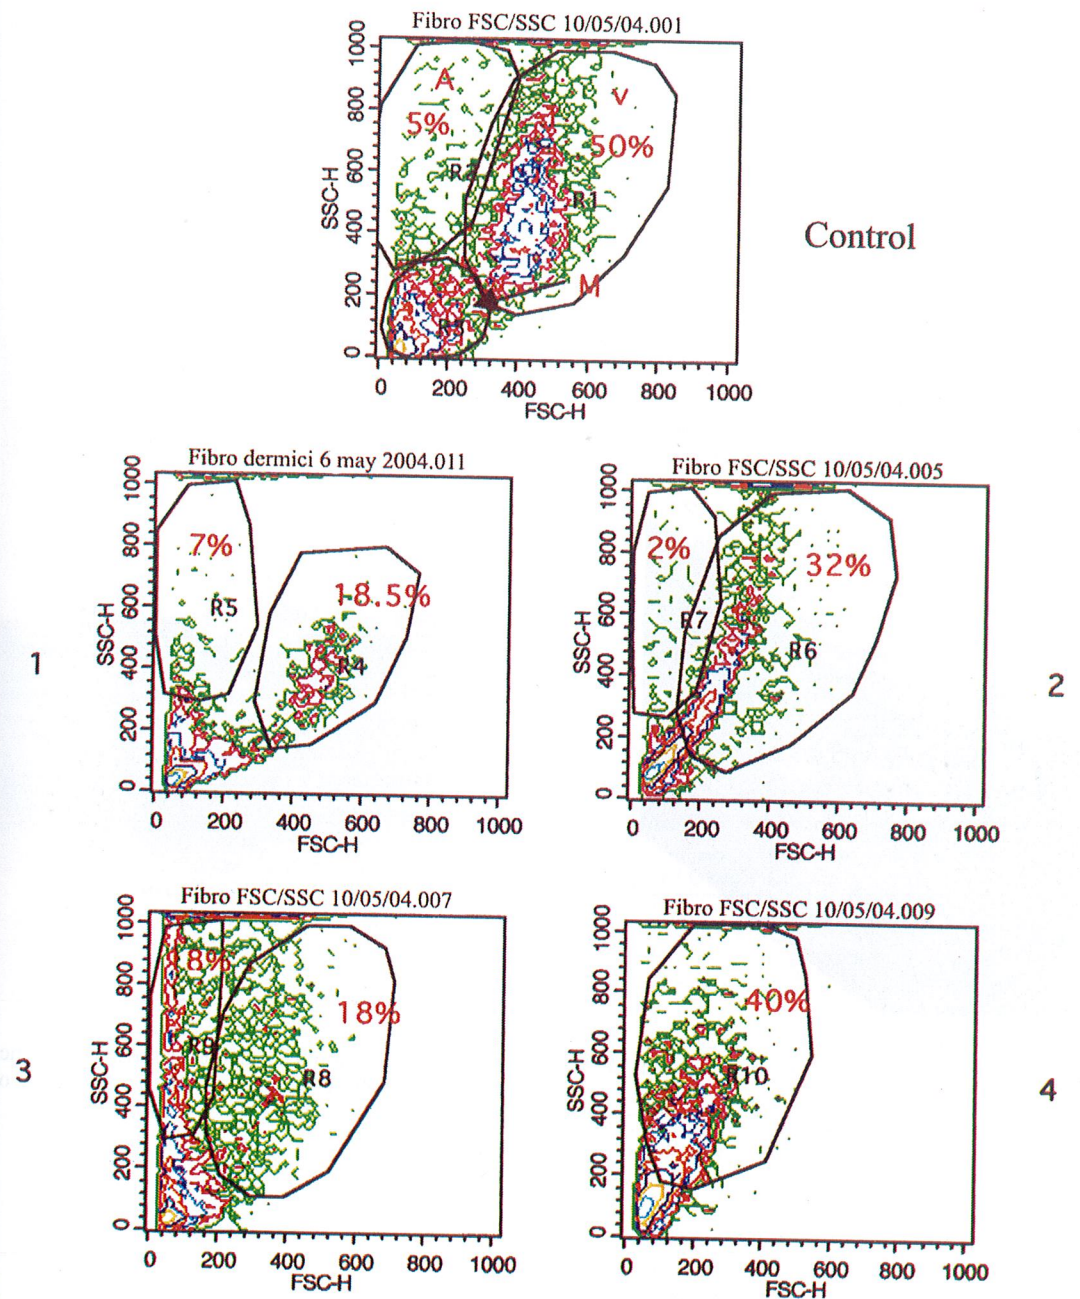 Fibro FSC/SSC 10/05/04.001
1000
800
600
400
200
0
SSC-H
A
5%
R2
v
50%
R1
M
R3
0 200 400 600 800 1000
FSC-H
Control
1
Fibro dermici 6 may 2004.011
1000
800
600
400
200
0
SSC-H
7%
R5
18.5%
R4
0 200 400 600 800 1000
FSC-H
Fibro FSC/SSC 10/05/04.005
1000
800
600
400
200
0
SSC-H
2%
R7
32%
R6
0 200 400 600 800 1000
FSC-H
2
3
Fibro FSC/SSC 10/05/04.007
1000
800
600
400
200
0
SSC-H
18%
R9
18%
R8
0 200 400 600 800 1000
FSC-H
Fibro FSC/SSC 10/05/04.009
1000
800
600
400
200
0
SSC-H
40%
R10
0 200 400 600 800 1000
FSC-H
4